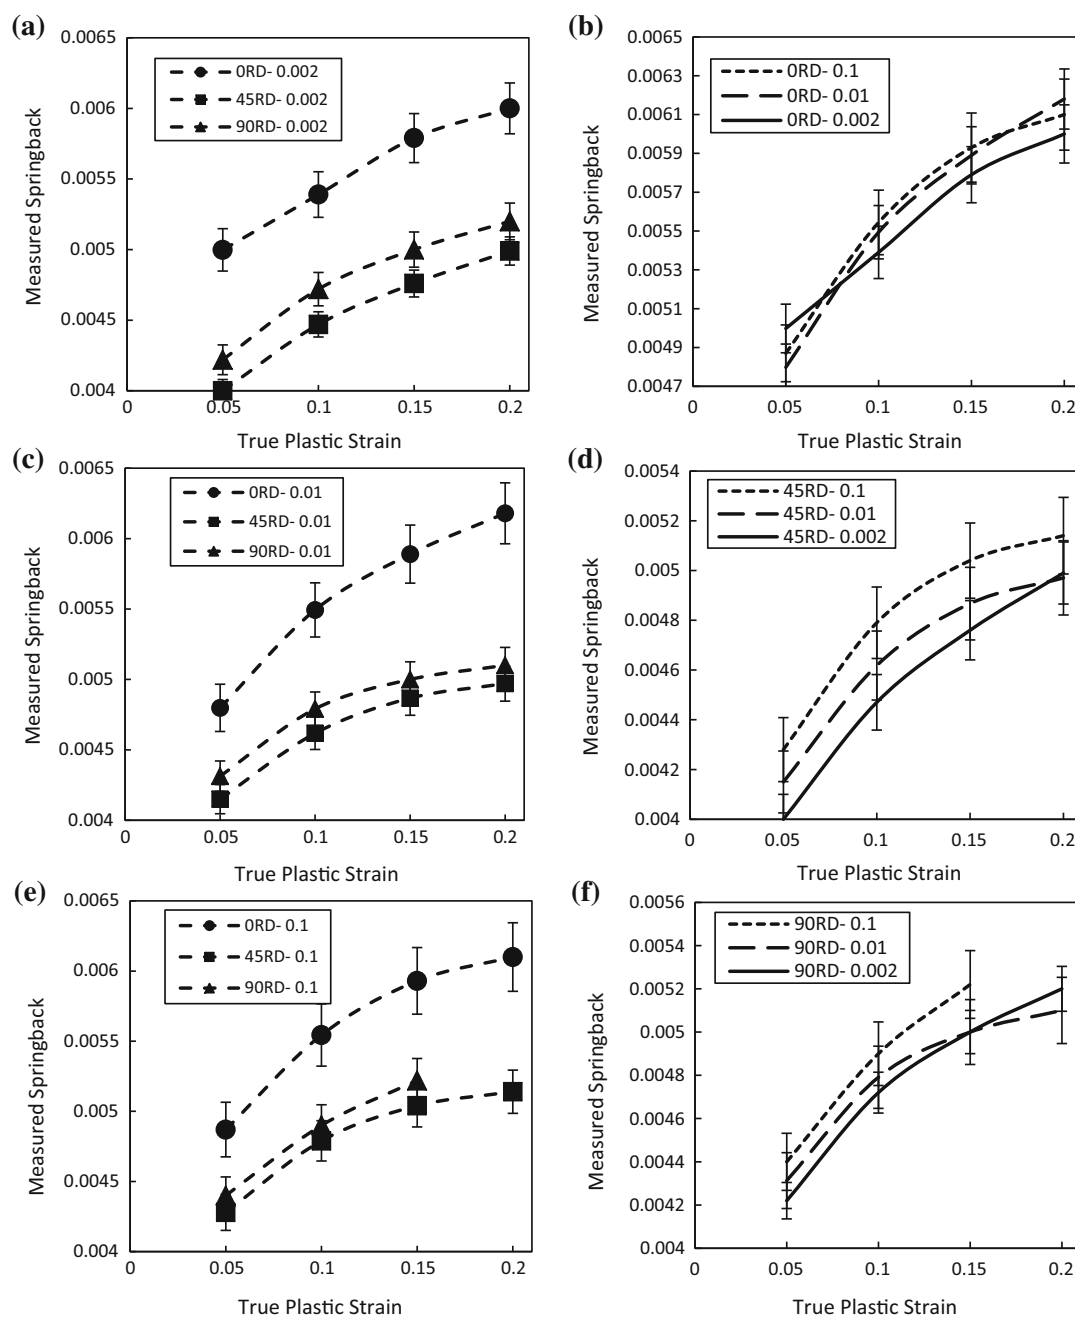 (a)
0.0065
0.006
0.0055
0.005
0.0045
0.004
0
0.05
0.1
0.15
0.2
Measured Springback
True Plastic Strain
0RD- 0.002
45RD- 0.002
90RD- 0.002
(b)
0.0065
0.0063
0.0061
0.0059
0.0057
0.0055
0.0053
0.0051
0.0049
0.0047
0
0.05
0.1
0.15
0.2
Measured Springback
True Plastic Strain
0RD- 0.1
0RD- 0.01
0RD- 0.002
(c)
0.0065
0.006
0.0055
0.005
0.0045
0.004
0
0.05
0.1
0.15
0.2
Measured Springback
True Plastic Strain
0RD- 0.01
45RD- 0.01
90RD- 0.01
(d)
0.0054
0.0052
0.005
0.0048
0.0046
0.0044
0.0042
0.004
0
0.05
0.1
0.15
0.2
Measured Springback
True Plastic Strain
45RD- 0.1
45RD- 0.01
45RD- 0.002
(e)
0.0065
0.006
0.0055
0.005
0.0045
0.004
0
0.05
0.1
0.15
0.2
Measured Springback
True Plastic Strain
0RD- 0.1
45RD- 0.1
90RD- 0.1
(f)
0.0056
0.0054
0.0052
0.005
0.0048
0.0046
0.0044
0.0042
0.004
0
0.05
0.1
0.15
0.2
Measured Springback
True Plastic Strain
90RD- 0.1
90RD- 0.01
90RD- 0.002